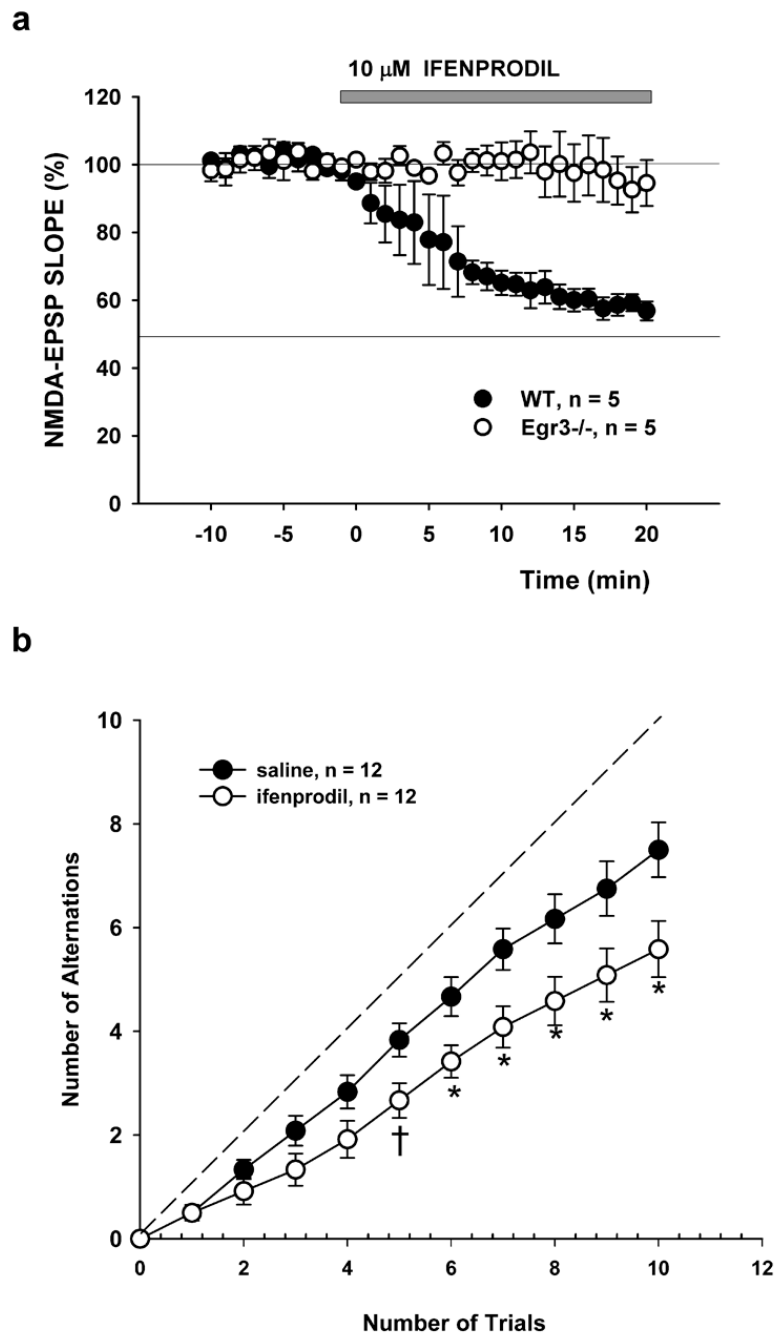 a
10 μM IFENPRODIL
120
100
80
60
40
20
0
NMDA-EPSP SLOPE (%)
WT, n = 5
Egr3-/-, n = 5
-10 -5 0 5 10 15 20
Time (min)
b
10
8
6
4
2
0
Number of Alternations
saline, n = 12
ifenprodil, n = 12
†
* * * * *
0 2 4 6 8 10 12
Number of Trials